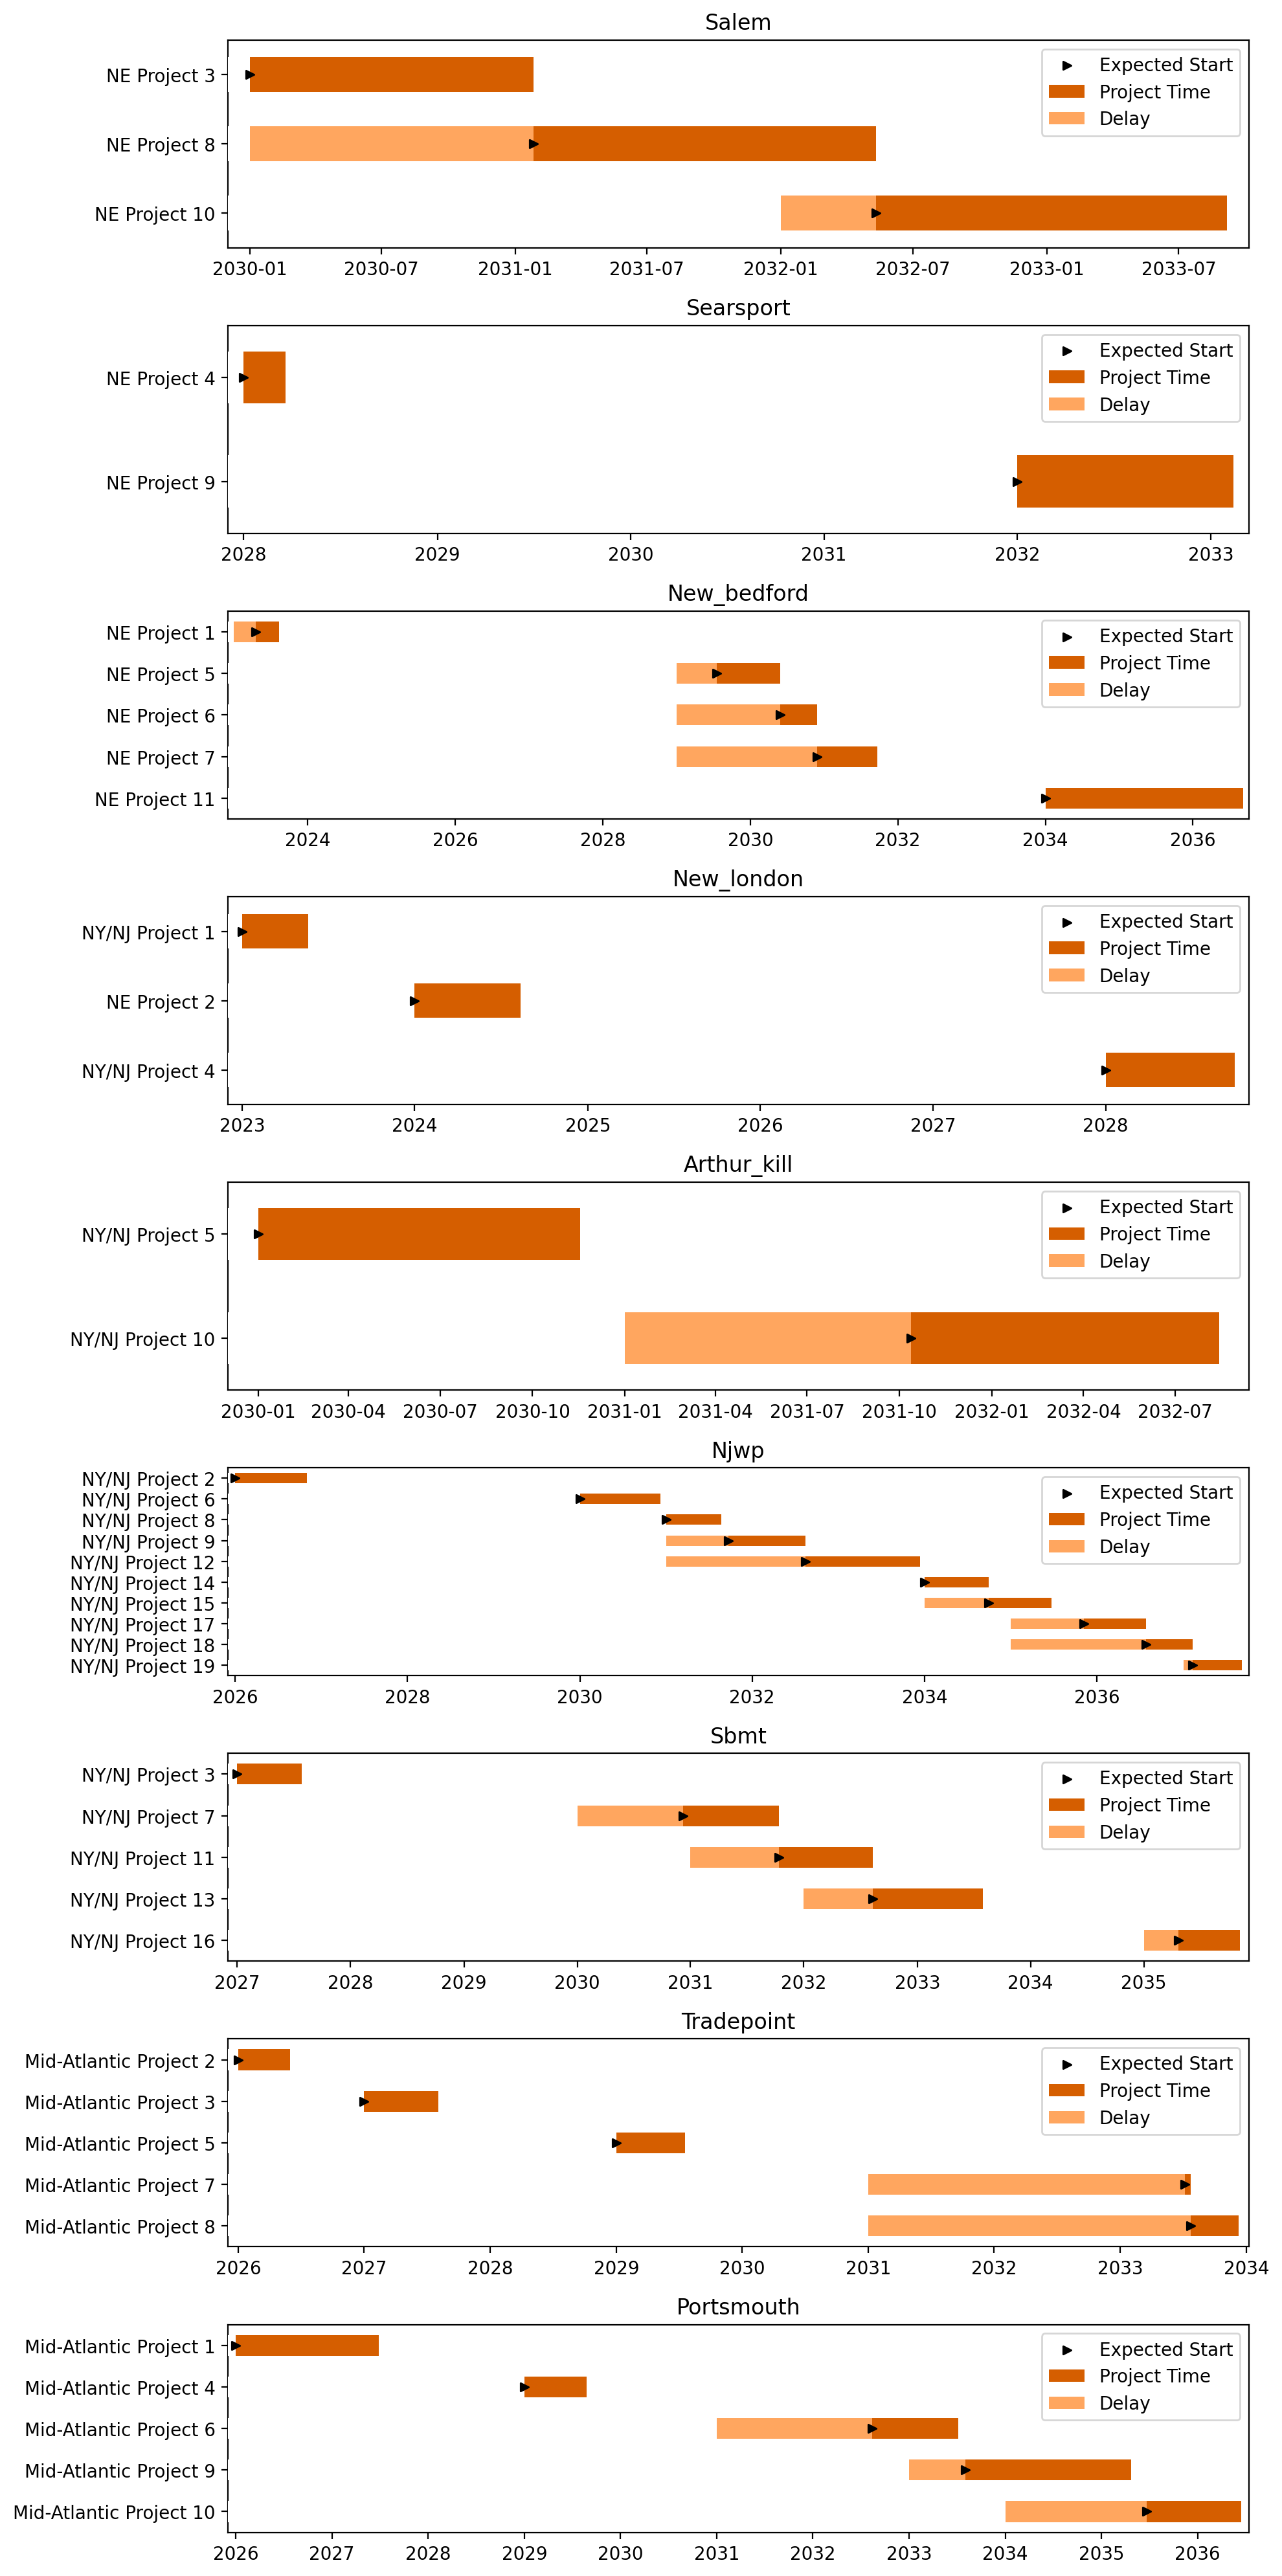 Salem
NE Project 3
NE Project 8
NE Project 10
Expected Start
Project Time
Delay
2030-01 2030-07 2031-01 2031-07 2032-01 2032-07 2033-01 2033-07
Searsport
NE Project 4
NE Project 9
Expected Start
Project Time
Delay
2028 2029 2030 2031 2032 2033
New_bedford
NE Project 1
NE Project 5
NE Project 6
NE Project 7
NE Project 11
Expected Start
Project Time
Delay
2024 2026 2028 2030 2032 2034 2036
New_london
NY/NJ Project 1
NE Project 2
NY/NJ Project 4
Expected Start
Project Time
Delay
2023 2024 2025 2026 2027 2028
Arthur_kill
NY/NJ Project 5
NY/NJ Project 10
Expected Start
Project Time
Delay
2030-01 2030-04 2030-07 2030-10 2031-01 2031-04 2031-07 2031-10 2032-01 2032-04 2032-07
Njwp
NY/NJ Project 2
NY/NJ Project 6
NY/NJ Project 8
NY/NJ Project 9
NY/NJ Project 12
NY/NJ Project 14
NY/NJ Project 15
NY/NJ Project 17
NY/NJ Project 18
NY/NJ Project 19
Expected Start
Project Time
Delay
2026 2028 2030 2032 2034 2036
Sbmt
NY/NJ Project 3
NY/NJ Project 7
NY/NJ Project 11
NY/NJ Project 13
NY/NJ Project 16
Expected Start
Project Time
Delay
2027 2028 2029 2030 2031 2032 2033 2034 2035
Tradepoint
Mid-Atlantic Project 2
Mid-Atlantic Project 3
Mid-Atlantic Project 5
Mid-Atlantic Project 7
Mid-Atlantic Project 8
Expected Start
Project Time
Delay
2026 2027 2028 2029 2030 2031 2032 2033 2034
Portsmouth
Mid-Atlantic Project 1
Mid-Atlantic Project 4
Mid-Atlantic Project 6
Mid-Atlantic Project 9
Mid-Atlantic Project 10
Expected Start
Project Time
Delay
2026 2027 2028 2029 2030 2031 2032 2033 2034 2035 2036